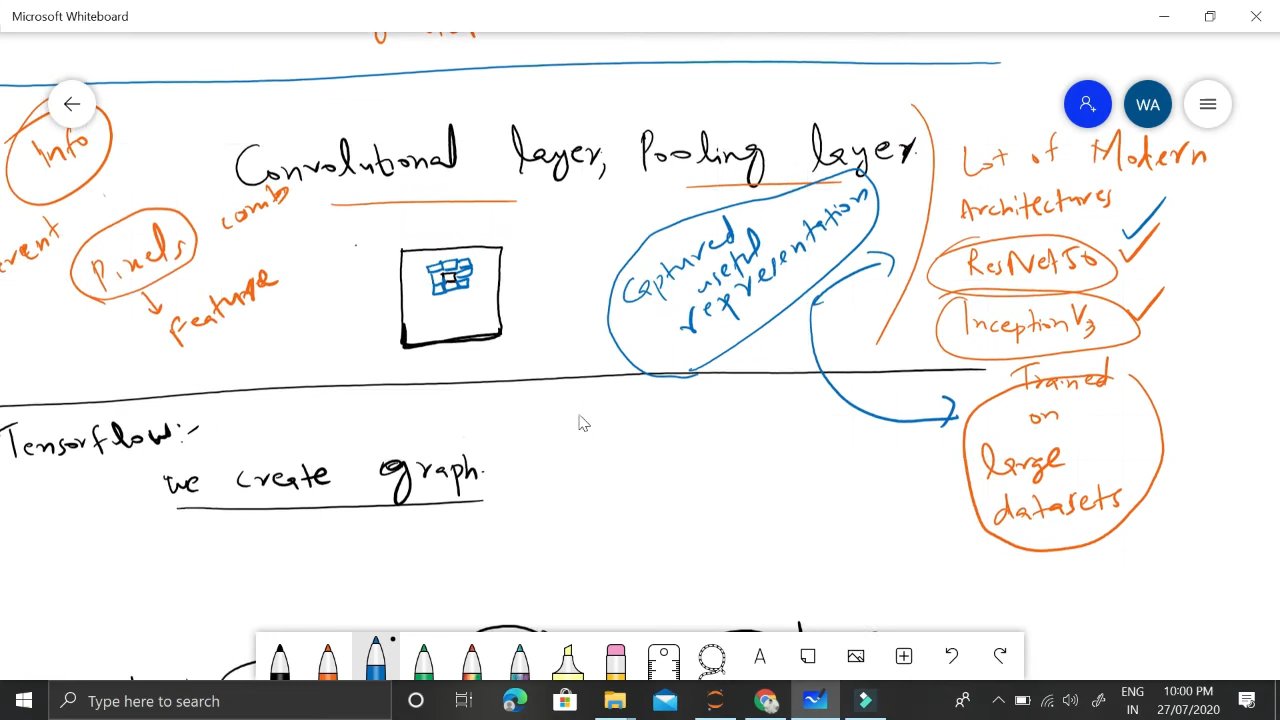 Microsoft Whiteboard
WA
Info
Convolutional layer, Pooling layer
Lot of Modern
Architectures
ResNet50
InceptionV3
Trained
on
large
datasets
comb
Pixels
Feature
Captured
useful
representation
Tensorflow:-
we create graph.
A
Type here to search
ENG
IN
10:00 PM
27/07/2020